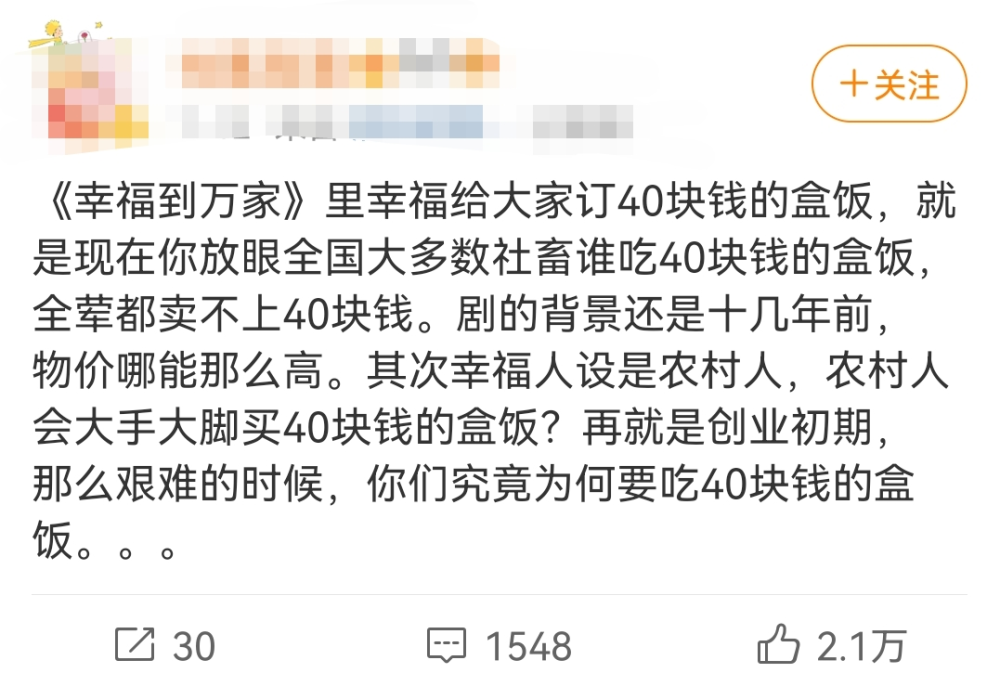 ＋关注
《幸福到万家》里幸福给大家订40块钱的盒饭，就
是现在你放眼全国大多数社畜谁吃40块钱的盒饭，
全荤都卖不上40块钱。剧的背景还是十几年前，
物价哪能那么高。其次幸福人设是农村人，农村人
会大手大脚买40块钱的盒饭？再就是创业初期，
那么艰难的时候，你们究竟为何要吃40块钱的盒
饭。。。
30 1548 2.1万